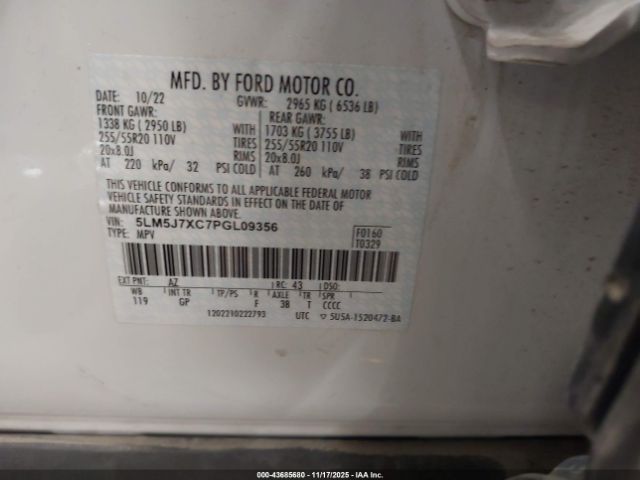 MFD. BY FORD MOTOR CO.
DATE: 10/22 GVWR: 2965 KG ( 6536 LB)
FRONT GAWR: REAR GAWR:
1338 KG ( 2950 LB) WITH 1703 KG ( 3755 LB) WITH
255/55R20 110V TIRES 255/55R20 110V TIRES
20x8.0J RIMS 20x8.0J RIMS
AT 220 kPa/ 32 PSI COLD AT 260 kPa/ 38 PSI COLD
THIS VEHICLE CONFORMS TO ALL APPLICABLE FEDERAL MOTOR
VEHICLE SAFETY STANDARDS IN EFFECT ON THE DATE OF
MANUFACTURE SHOWN ABOVE.
VIN: 5LM5J7XC7PGL09356 F0160
TYPE: MPV T0329
EXT PNT: AZ RC: 43 DSO:
WB INT TR TP/PS R AXLE TR SPR
119 GP F 38 T CCCC
1202210222793 UTC 5U5A-1520472-BA
000-43685680 - 11/17/2025 - IAA Inc.